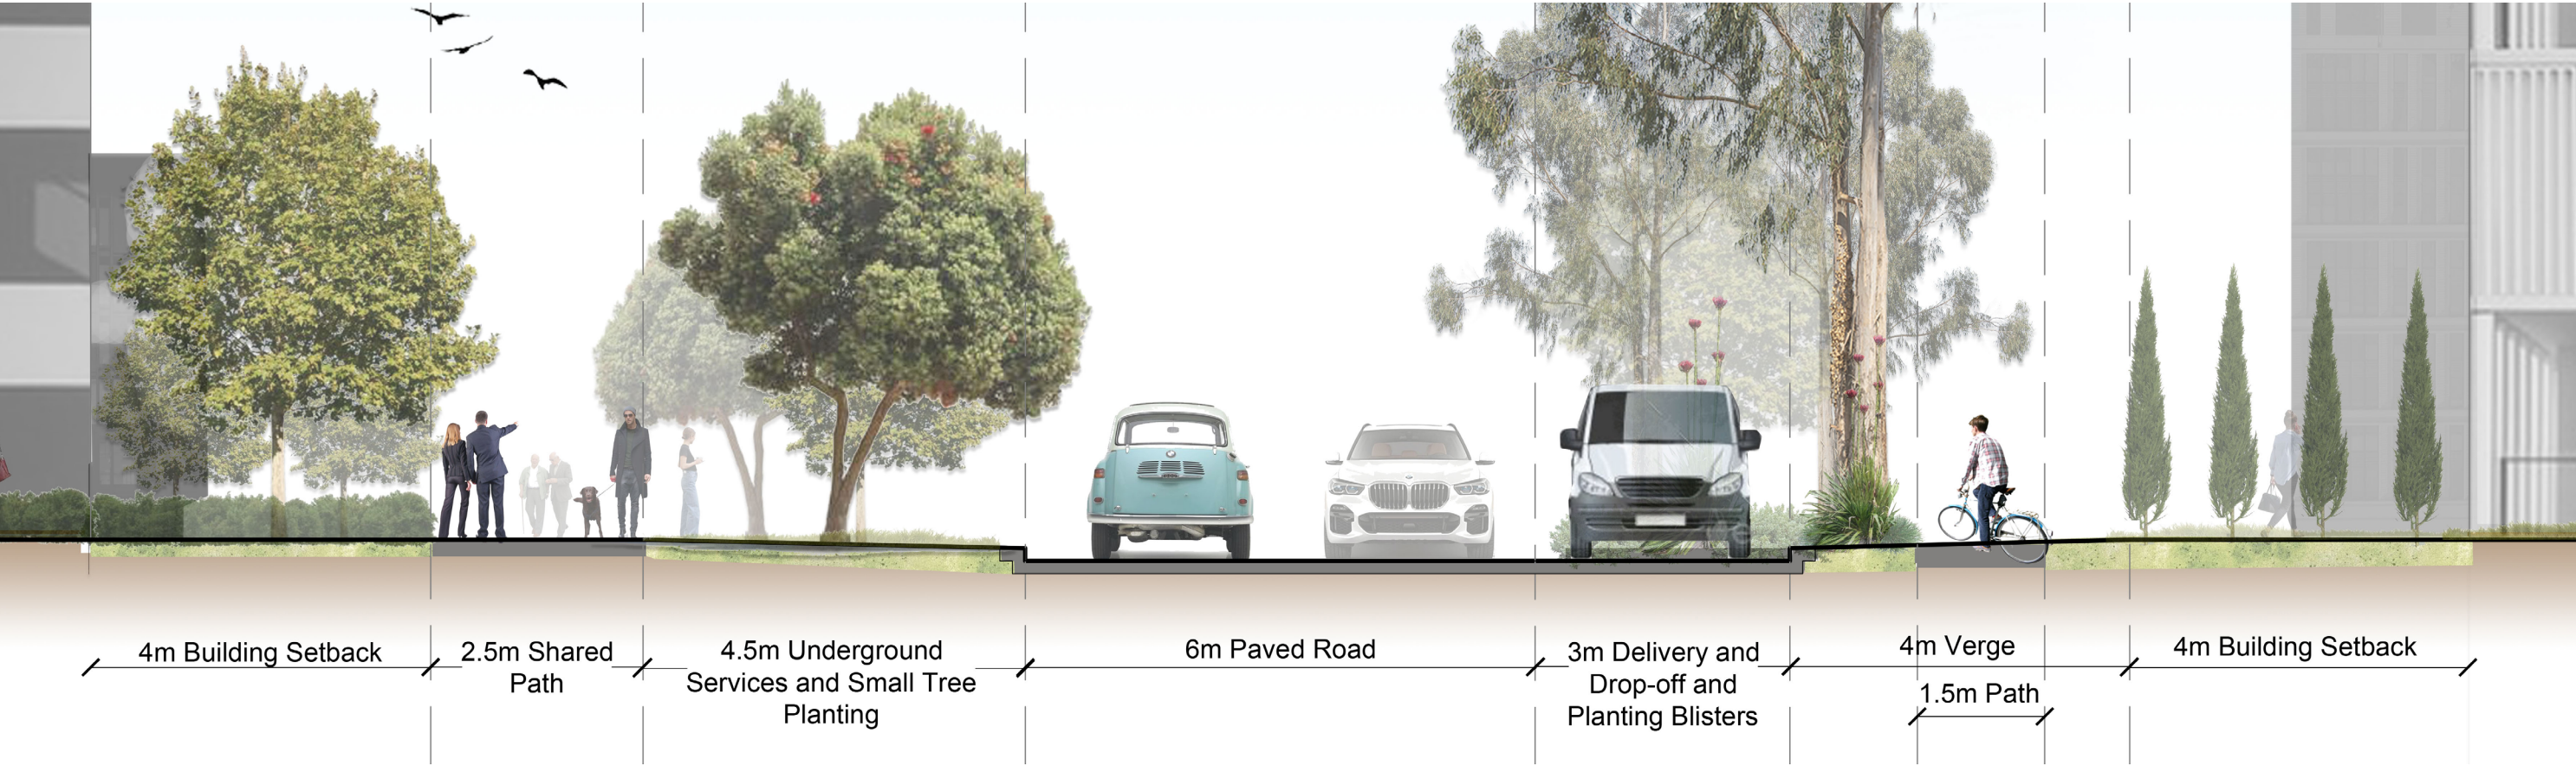 4m Building Setback
2.5m Shared
Path
4.5m Underground
Services and Small Tree
Planting
6m Paved Road
3m Delivery and
Drop-off and
Planting Blisters
4m Verge
1.5m Path
4m Building Setback